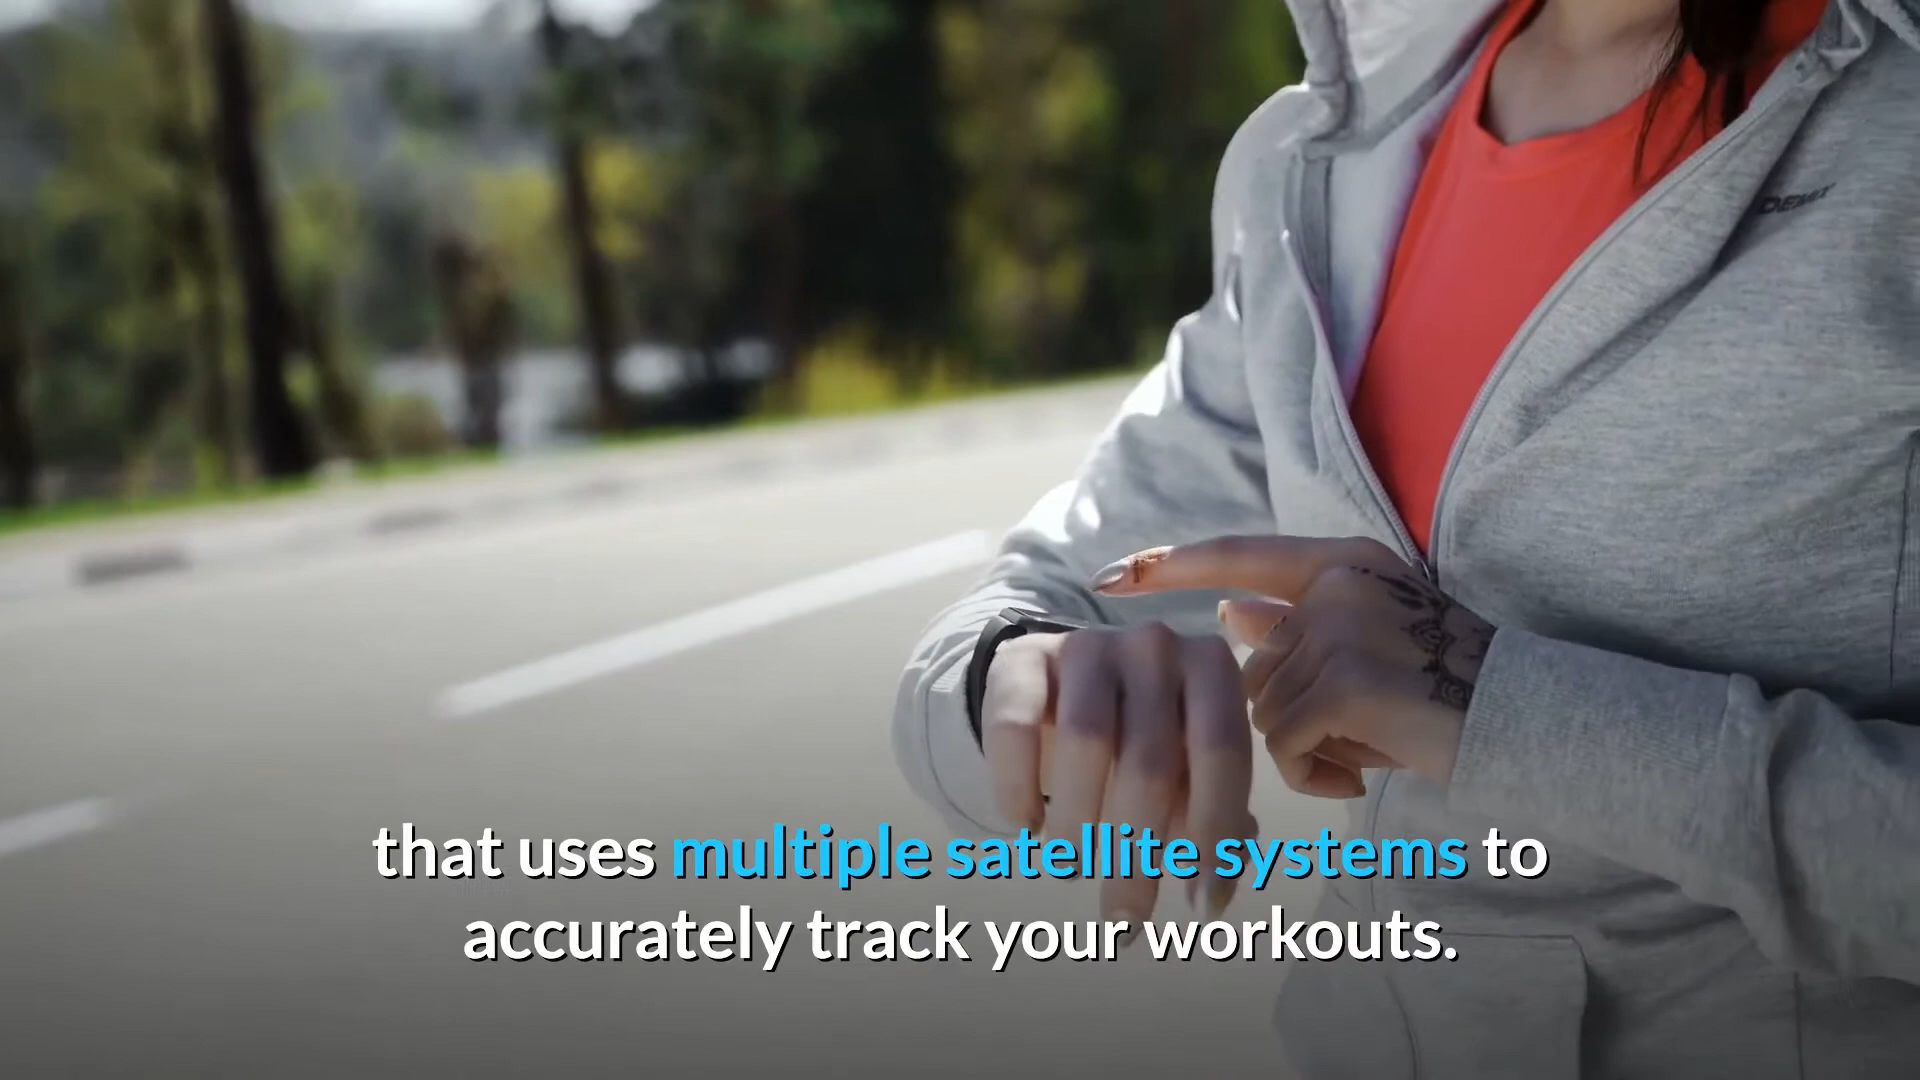 that uses multiple satellite systems to
accurately track your workouts.